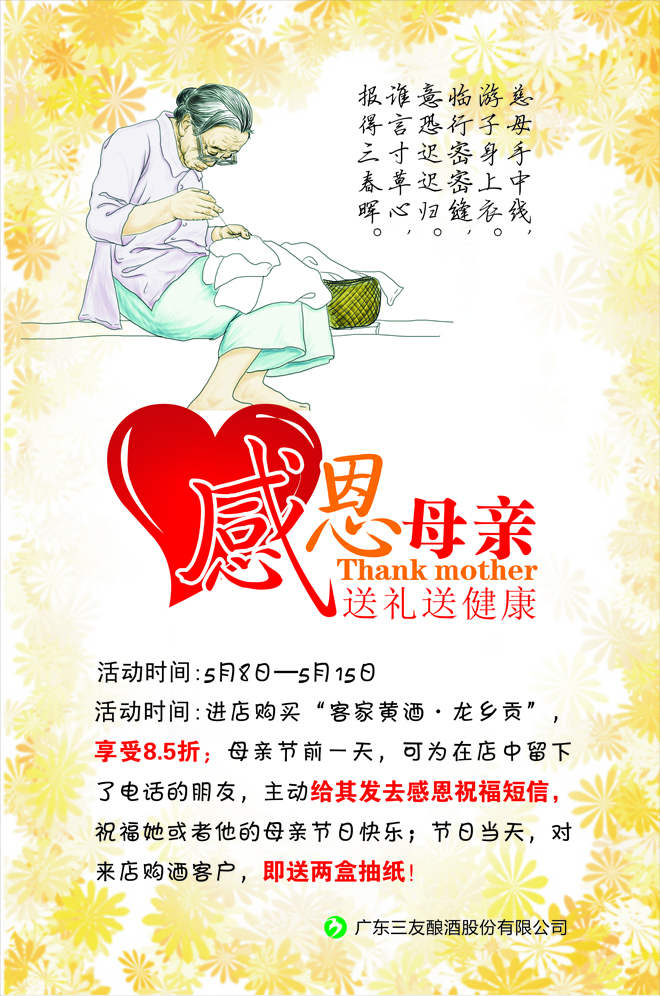 慈母手中线，
游子身上衣。
临行密密缝，
意恐迟迟归。
谁言寸草心，
报得三春晖。
感恩母亲
Thank mother
送礼送健康
活动时间:5月8日—5月15日
活动时间:进店购买“客家黄酒·龙乡贡”，
享受8.5折；母亲节前一天，可为在店中留下
了电话的朋友，主动给其发去感恩祝福短信，
祝福她或者他的母亲节日快乐；节日当天，对
来店购酒客户，即送两盒抽纸！
广东三友酿酒股份有限公司